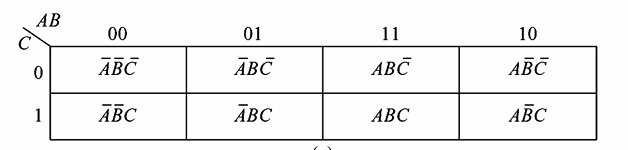 AB
C 00 01 11 10
0 A̅B̅C̅ A̅BC̅ ABC̅ AB̅C̅
1 A̅B̅C A̅BC ABC AB̅C